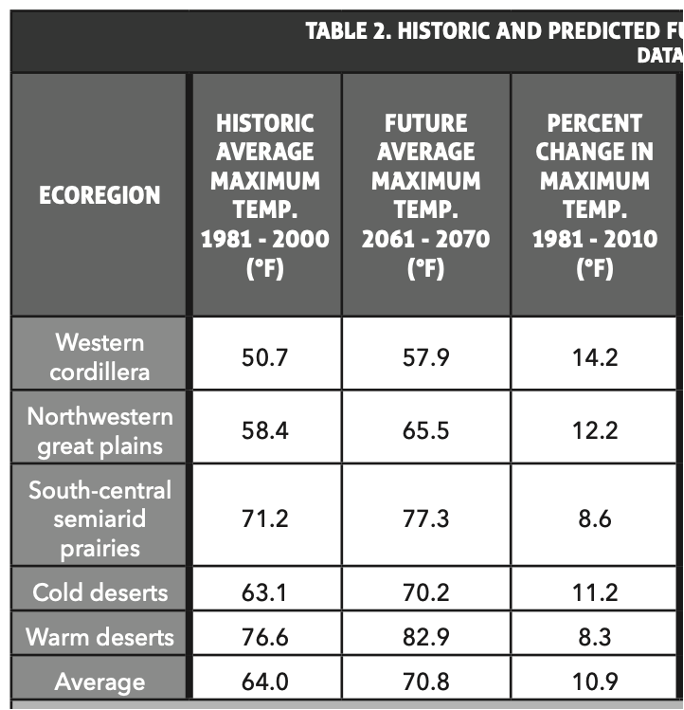 TABLE 2. HISTORIC AND PREDICTED
DATA
ECOREGION
HISTORIC
AVERAGE
MAXIMUM
TEMP.
1981 - 2000
(°F)
FUTURE
AVERAGE
MAXIMUM
TEMP.
2061 - 2070
(°F)
PERCENT
CHANGE IN
MAXIMUM
TEMP.
1981 - 2010
(°F)
Western
cordillera
50.7 57.9 14.2
Northwestern
great plains
58.4 65.5 12.2
South-central
semiarid
prairies
71.2 77.3 8.6
Cold deserts 63.1 70.2 11.2
Warm deserts 76.6 82.9 8.3
Average 64.0 70.8 10.9